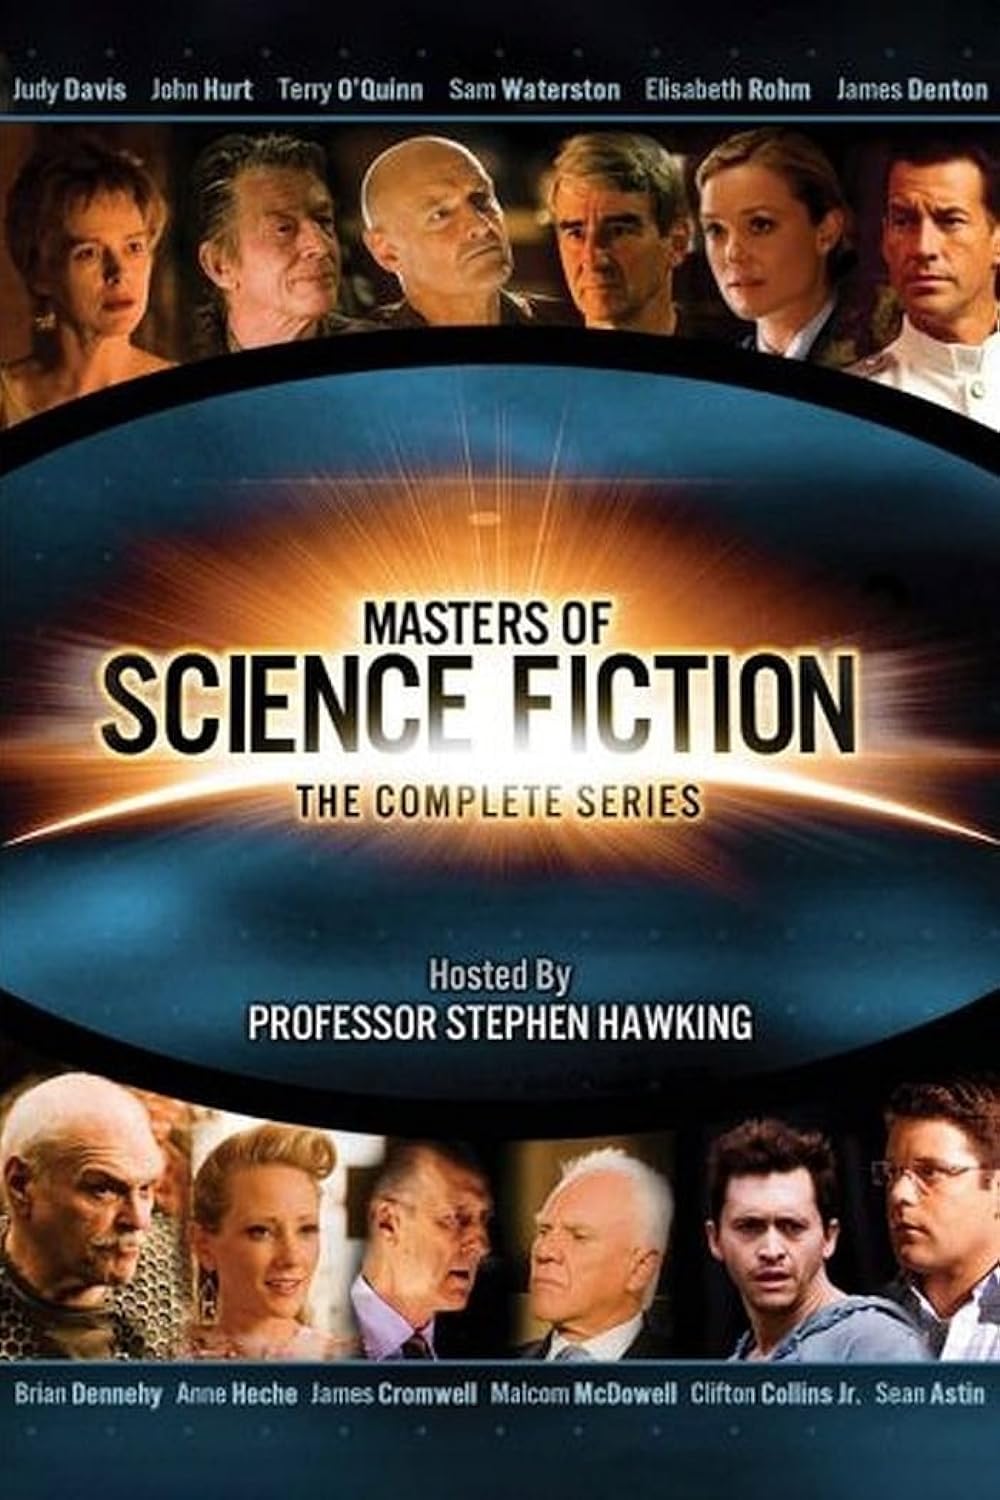 Judy Davis John Hurt Terry O'Quinn Sam Waterston Elisabeth Rohm James Denton
MASTERS OF
SCIENCE FICTION
THE COMPLETE SERIES
Hosted By
PROFESSOR STEPHEN HAWKING
Brian Dennehy Anne Heche James Cromwell Malcom McDowell Clifton Collins Jr. Sean Astin